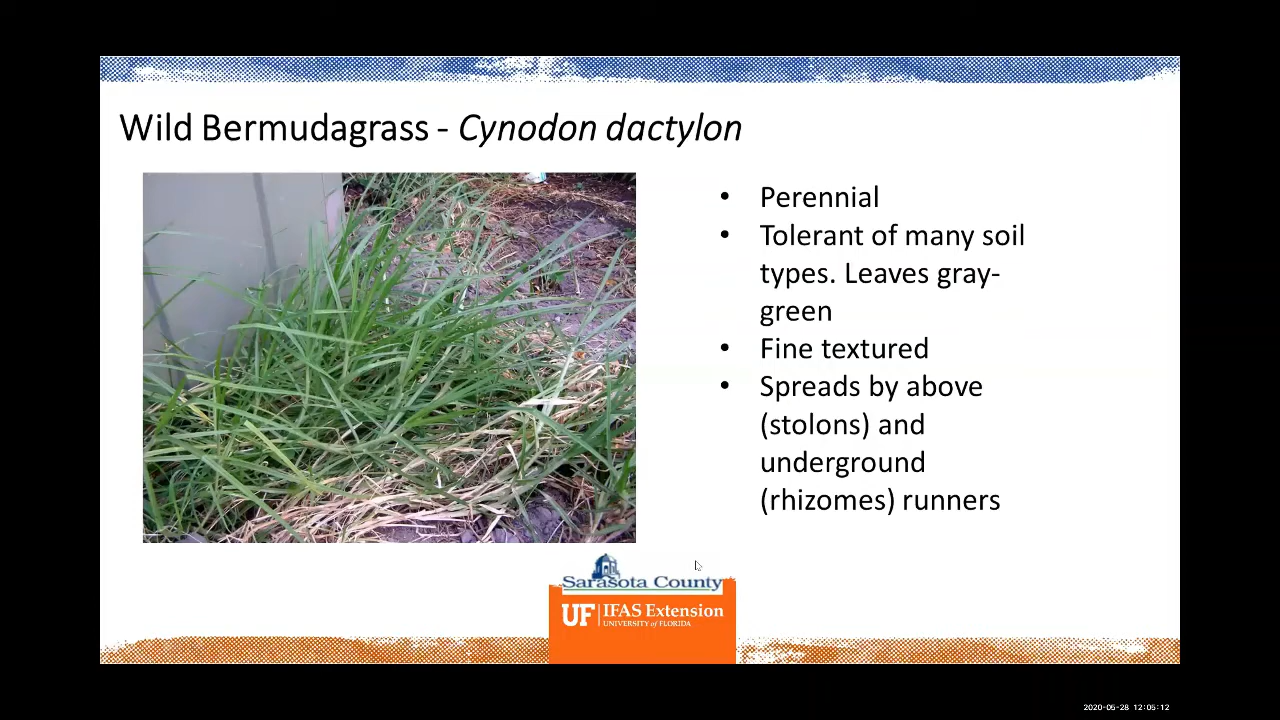 Wild Bermudagrass - Cynodon dactylon
• Perennial
• Tolerant of many soil
types. Leaves gray-
green
• Fine textured
• Spreads by above
(stolons) and
underground
(rhizomes) runners
Sarasota County
UF | IFAS Extension
UNIVERSITY of FLORIDA
2020-05-28 12:05:12